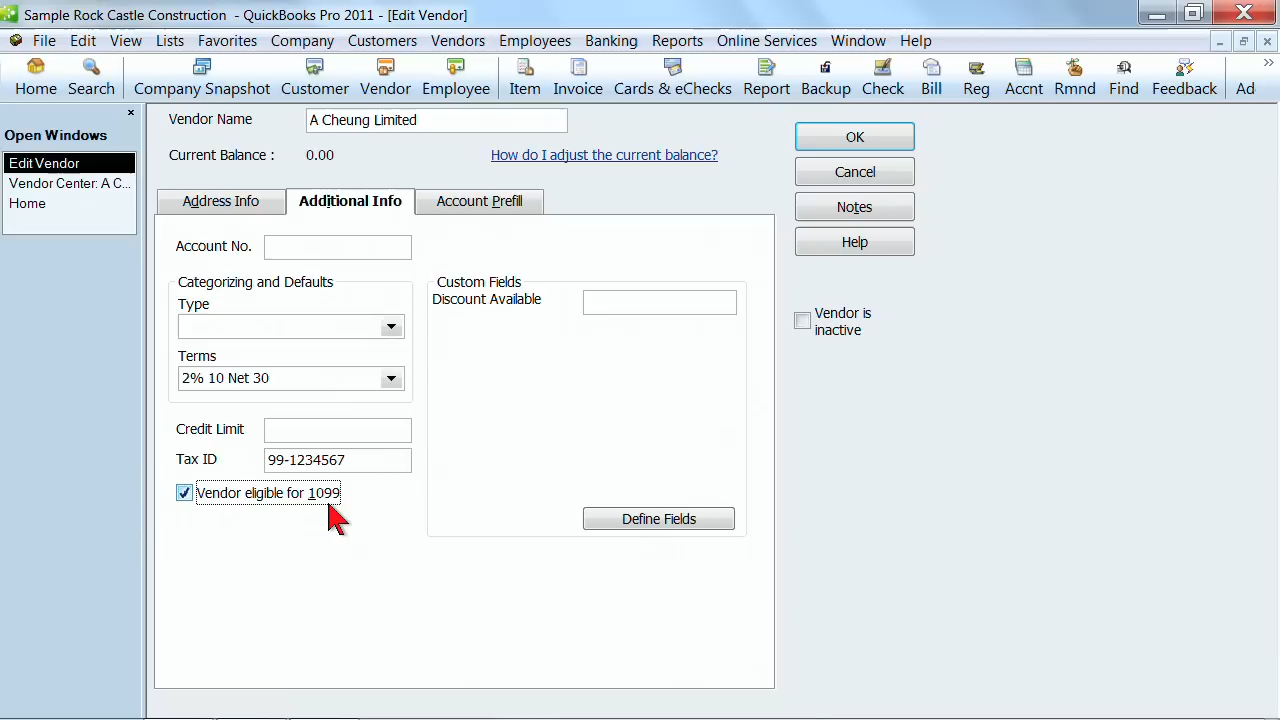 Sample Rock Castle Construction - QuickBooks Pro 2011 - [Edit Vendor]
File Edit View Lists Favorites Company Customers Vendors Employees Banking Reports Online Services Window Help
Home Search Company Snapshot Customer Vendor Employee Item Invoice Cards & eChecks Report Backup Check Bill Reg Accnt Rmnd Find Feedback Ad
Open Windows
Edit Vendor
Vendor Center: A C...
Home
Vendor Name A Cheung Limited
Current Balance : 0.00 How do I adjust the current balance?
Address Info Additional Info Account Prefill
Account No.
Categorizing and Defaults
Type
Terms
2% 10 Net 30
Credit Limit
Tax ID 99-1234567
Vendor eligible for 1099
Custom Fields
Discount Available
Define Fields
OK
Cancel
Notes
Help
Vendor is
inactive